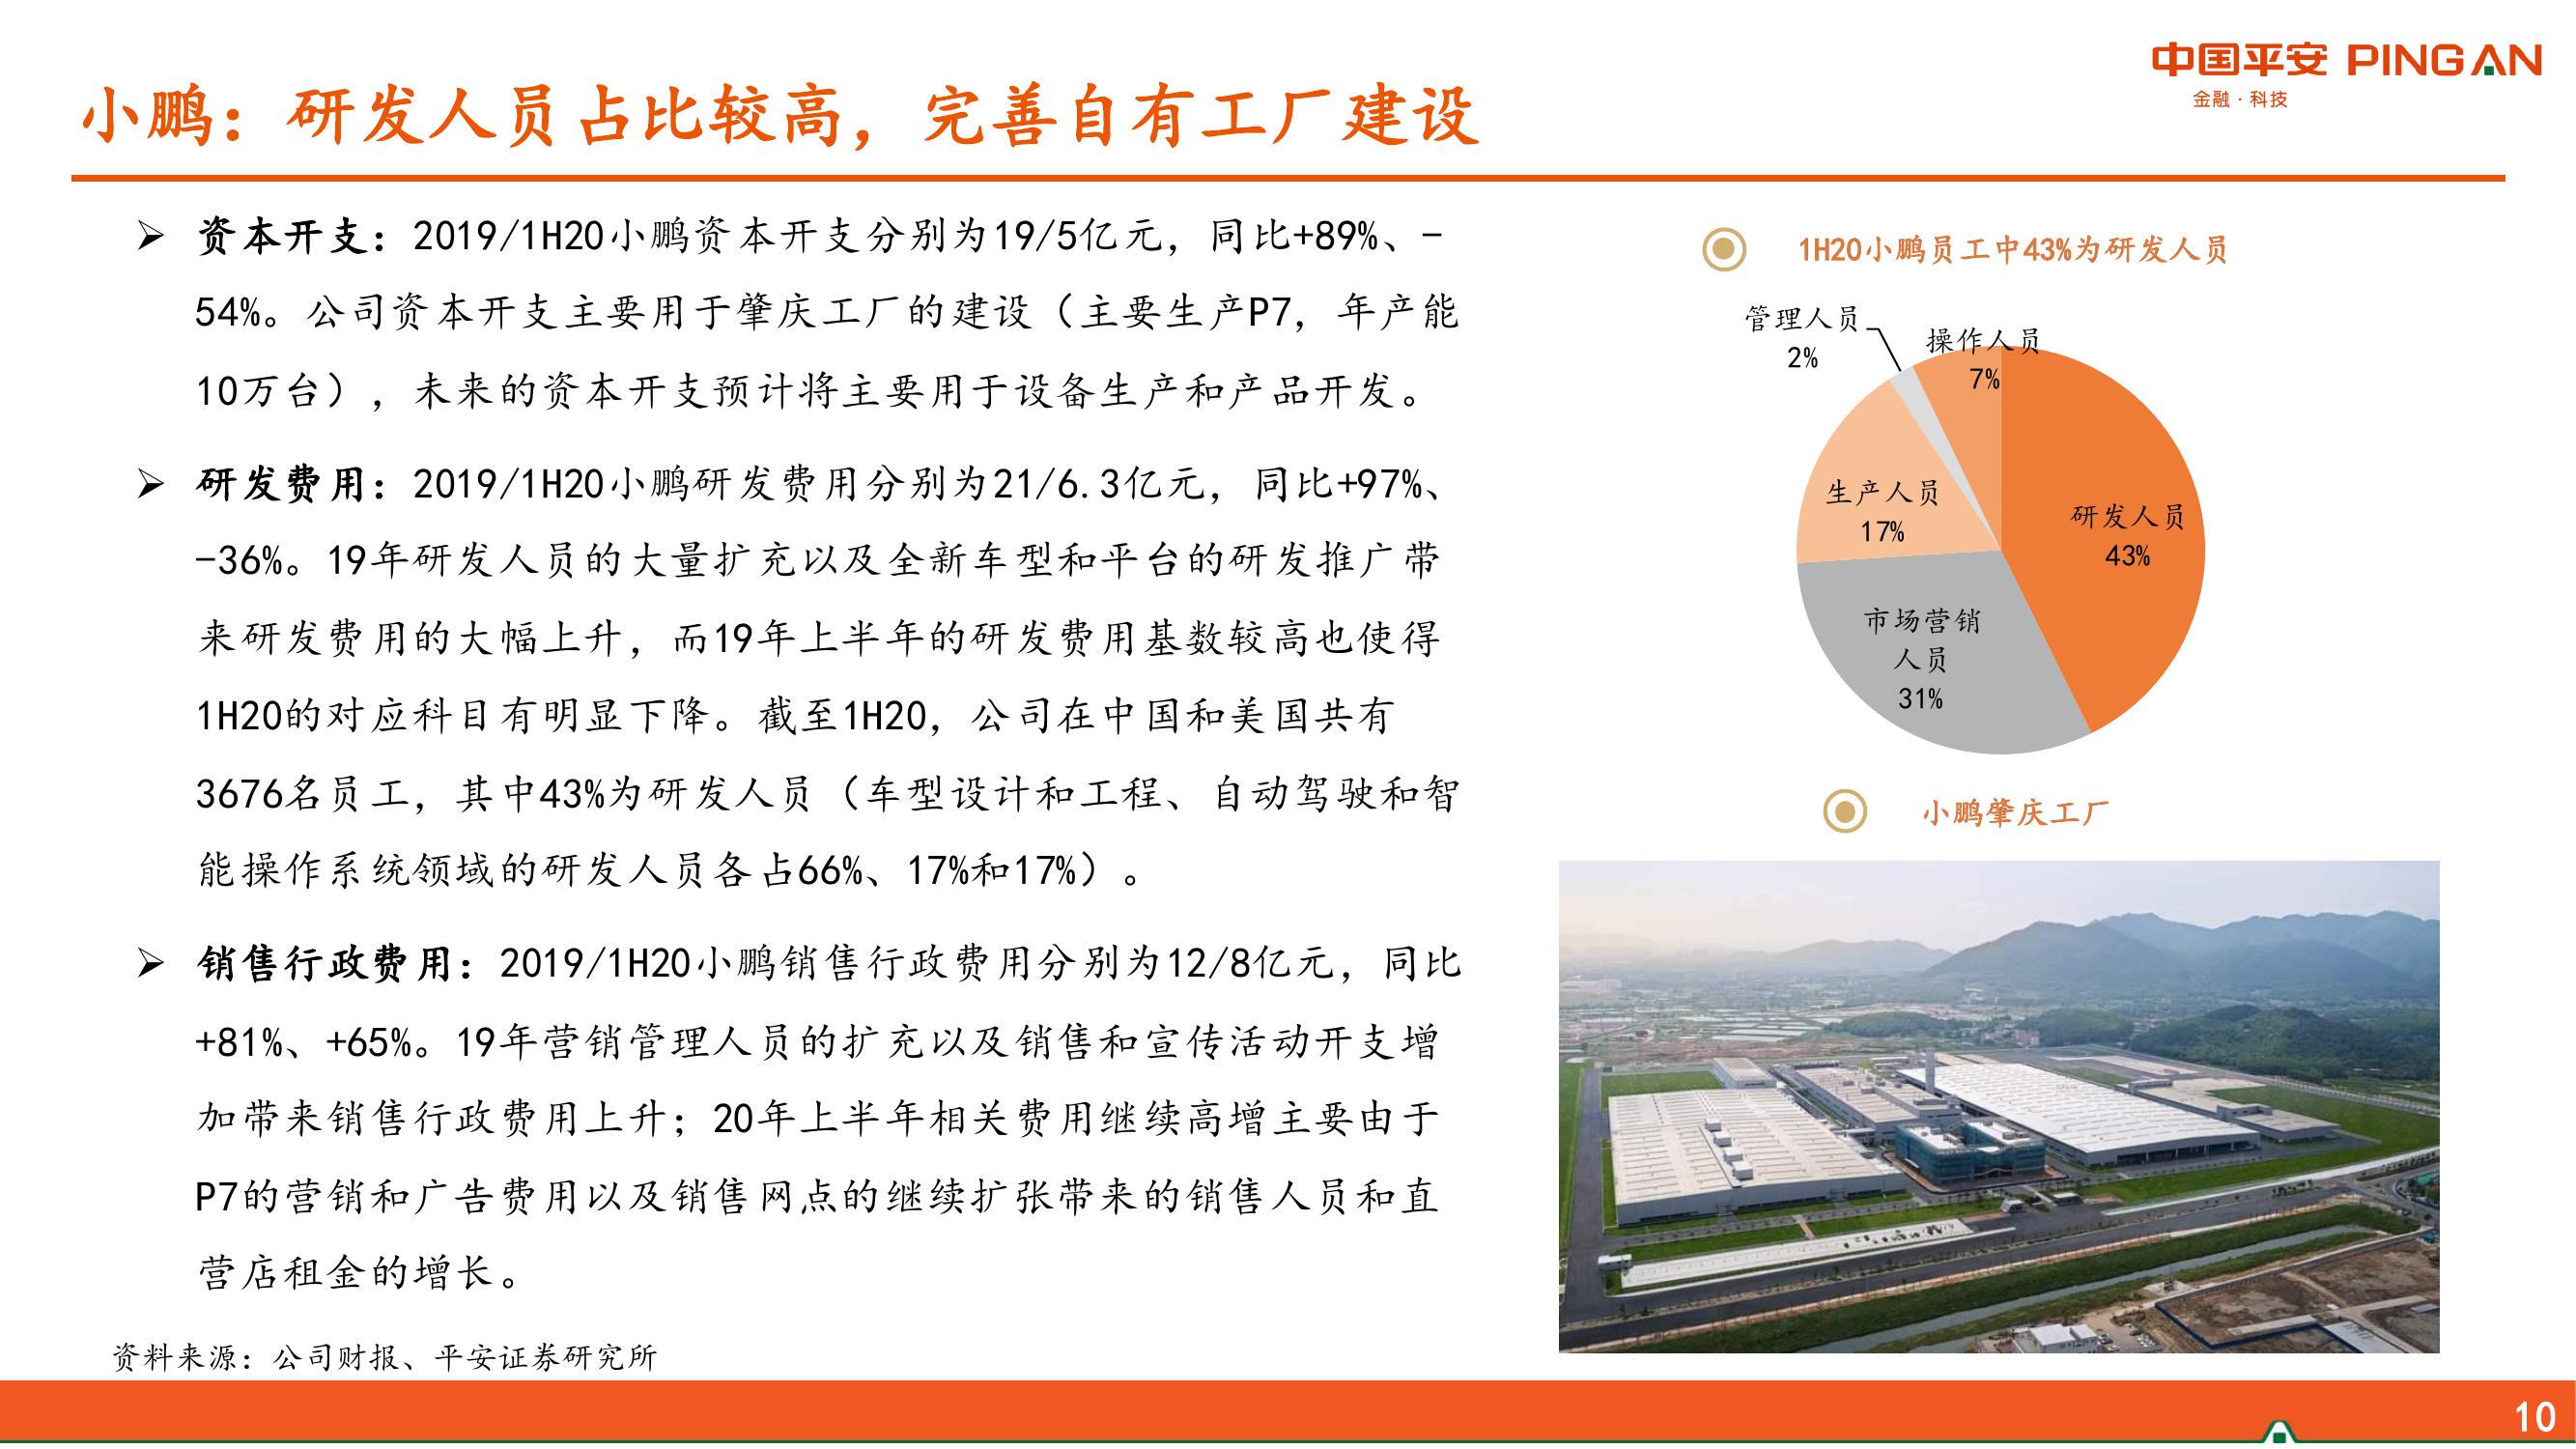 中国平安 PINGAN
金融·科技
小鹏：研发人员占比较高，完善自有工厂建设
➢ 资本开支：2019/1H20小鹏资本开支分别为19/5亿元，同比+89%、-
54%。公司资本开支主要用于肇庆工厂的建设（主要生产P7，年产能
10万台），未来的资本开支预计将主要用于设备生产和产品开发。
➢ 研发费用：2019/1H20小鹏研发费用分别为21/6.3亿元，同比+97%、
-36%。19年研发人员的大量扩充以及全新车型和平台的研发推广带
来研发费用的大幅上升，而19年上半年的研发费用基数较高也使得
1H20的对应科目有明显下降。截至1H20，公司在中国和美国共有
3676名员工，其中43%为研发人员（车型设计和工程、自动驾驶和智
能操作系统领域的研发人员各占66%、17%和17%）。
➢ 销售行政费用：2019/1H20小鹏销售行政费用分别为12/8亿元，同比
+81%、+65%。19年营销管理人员的扩充以及销售和宣传活动开支增
加带来销售行政费用上升；20年上半年相关费用继续高增主要由于
P7的营销和广告费用以及销售网点的继续扩张带来的销售人员和直
营店租金的增长。
1H20小鹏员工中43%为研发人员
管理人员
2%
操作人员
7%
生产人员
17%
研发人员
43%
市场营销
人员
31%
小鹏肇庆工厂
资料来源：公司财报、平安证券研究所
10